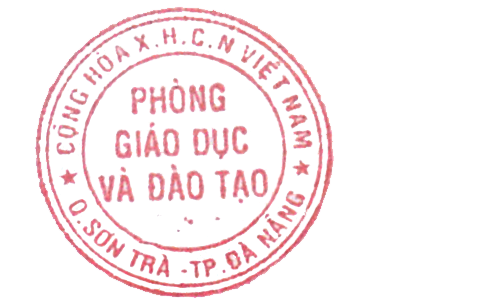 CỘNG HÒA X.H.C.N VIỆT NAM
PHÒNG
GIÁO DỤC
VÀ ĐÀO TẠO
★ Q.SƠN TRÀ - TP.ĐÀ NẴNG ★